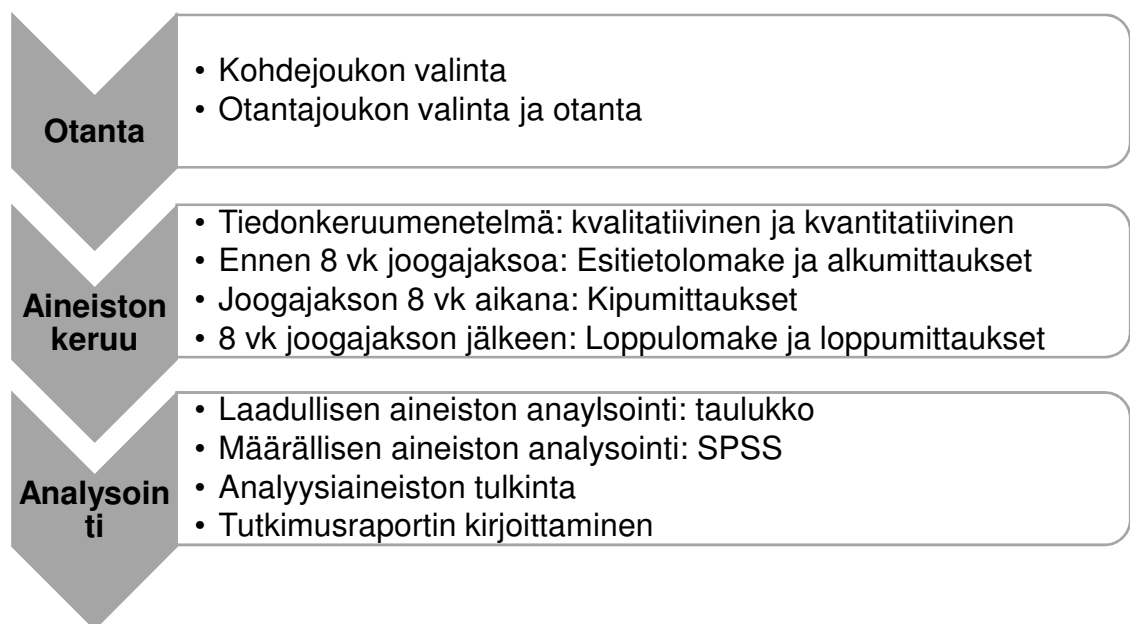 Otanta
• Kohdejoukon valinta
• Otantajoukon valinta ja otanta
Aineiston
keruu
• Tiedonkeruumenetelmä: kvalitatiivinen ja kvantitatiivinen
• Ennen 8 vk joogajaksoa: Esitietolomake ja alkumittaukset
• Joogajakson 8 vk aikana: Kipumittaukset
• 8 vk joogajakson jälkeen: Loppulomake ja loppumittaukset
Analysoin
ti
• Laadullisen aineiston anaylsointi: taulukko
• Määrällisen aineiston analysointi: SPSS
• Analyysiaineiston tulkinta
• Tutkimusraportin kirjoittaminen